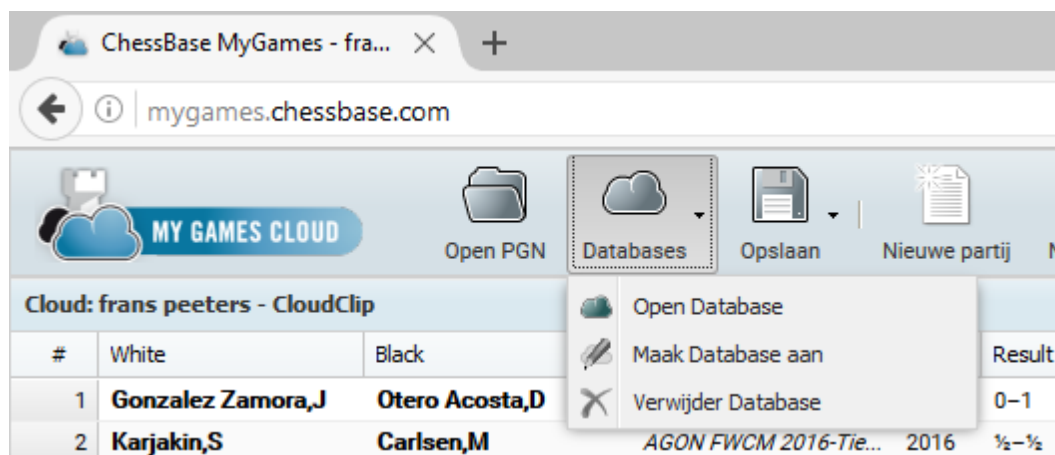 ChessBase MyGames - fra...
mygames.chessbase.com
MY GAMES CLOUD
Open PGN
Databases
Opslaan
Nieuwe partij
Cloud: frans peeters - CloudClip
Open Database
Maak Database aan
Verwijder Database
# White Black Result
1 Gonzalez Zamora,J Otero Acosta,D 0–1
2 Karjakin,S Carlsen,M AGON FWCM 2016-Tie... 2016 ½–½